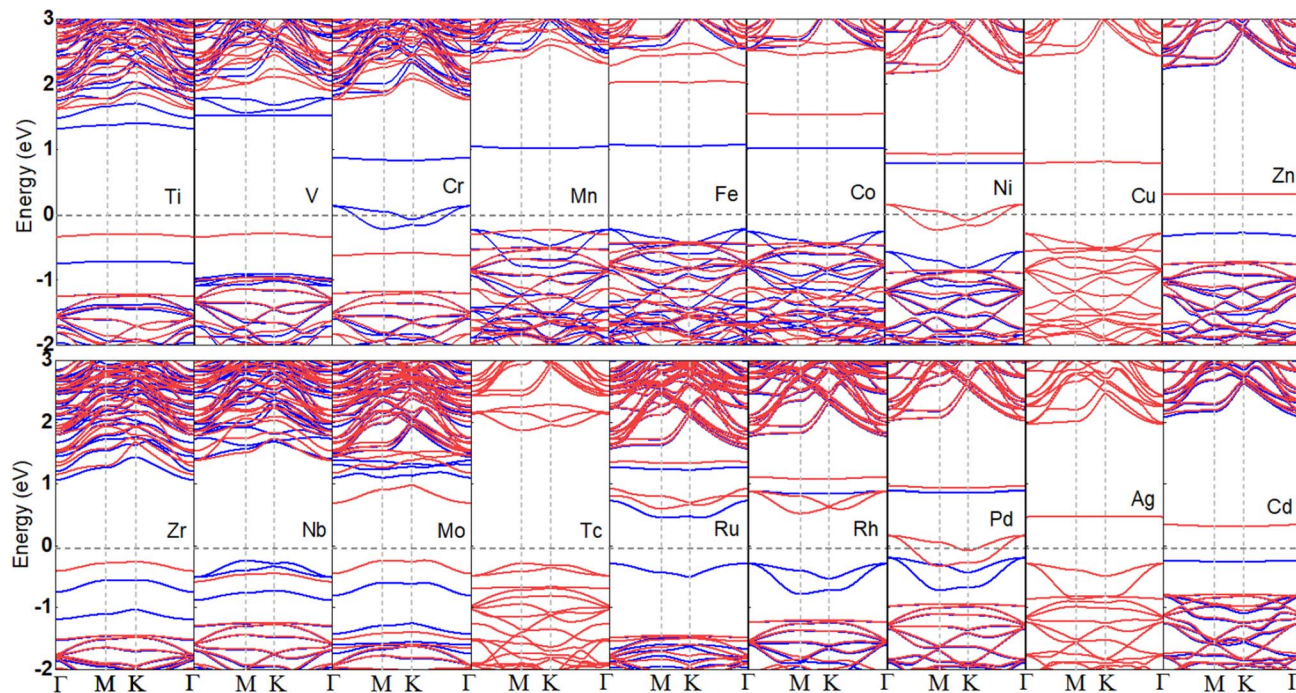 3
2
1
0
-1
-2
Energy (eV)
Ti V Cr Mn Fe Co Ni Cu Zn
3
2
1
0
-1
-2
Energy (eV)
Zr Nb Mo Tc Ru Rh Pd Ag Cd
Γ M K Γ M K Γ M K Γ M K Γ M K Γ M K Γ M K Γ M K Γ M K Γ